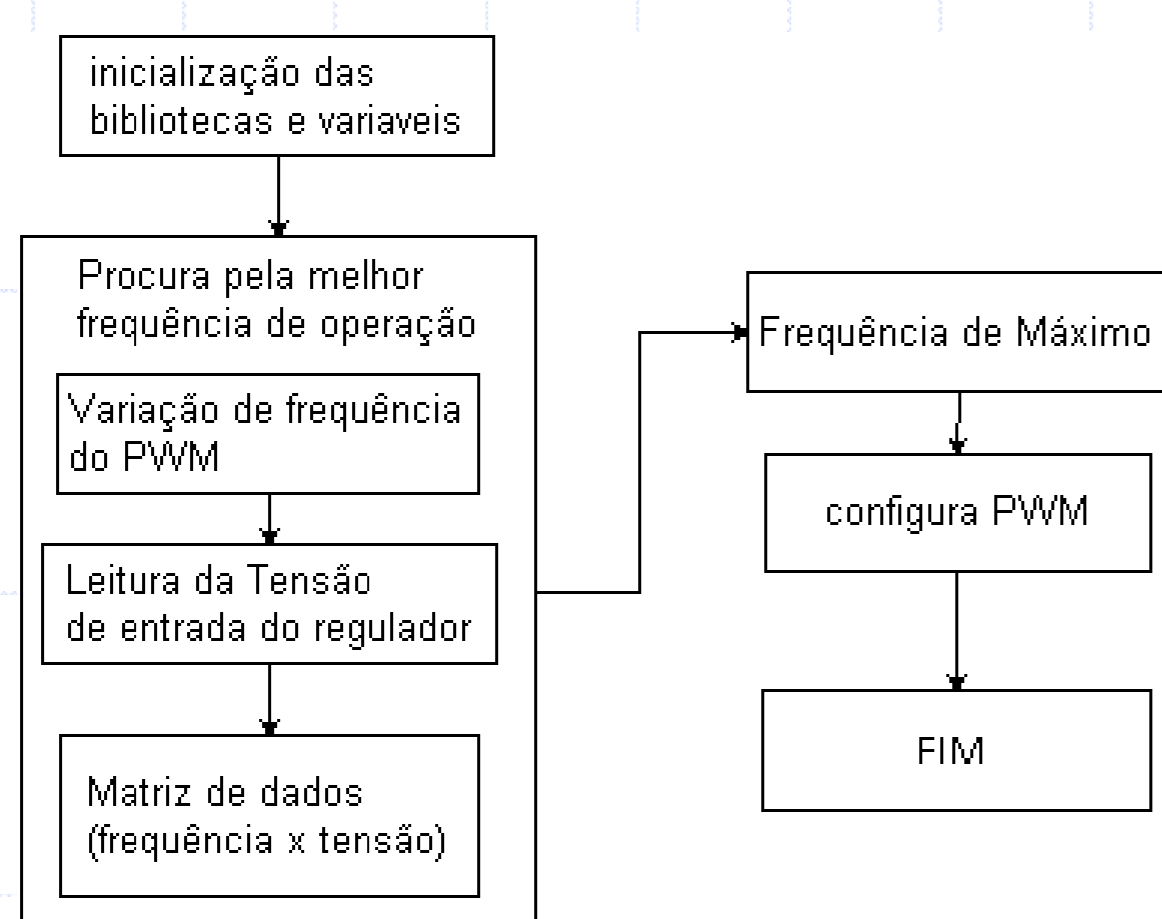 inicialização das
bibliotecas e variaveis
Procura pela melhor
frequência de operação
Variação de frequência
do PWM
Leitura da Tensão
de entrada do regulador
Matriz de dados
(frequência x tensão)
Frequência de Máximo
configura PWM
FIM